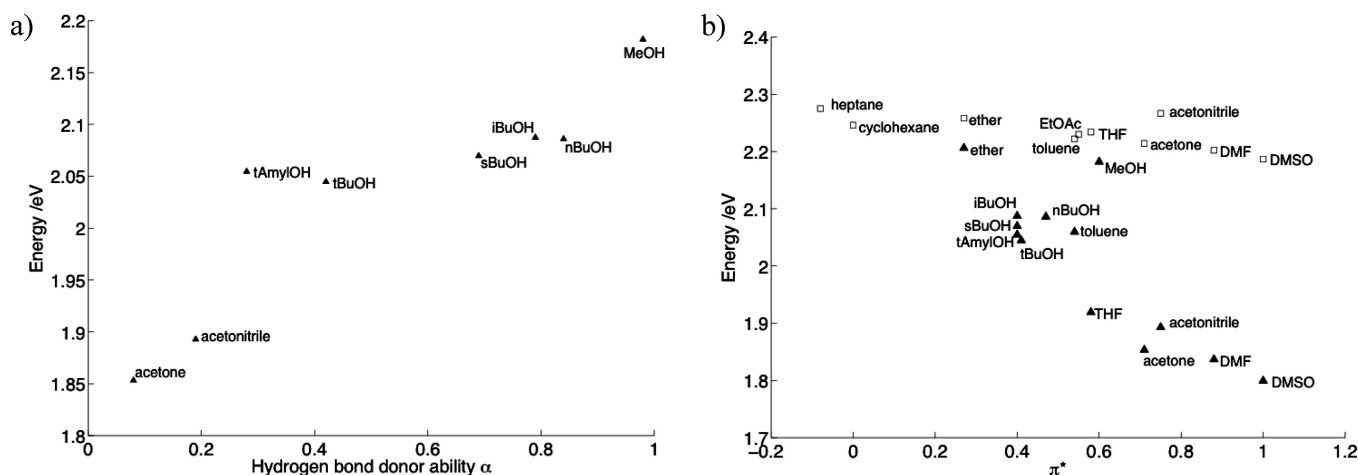 a)
2.2
2.15
2.1
2.05
2
1.95
1.9
1.85
1.8
Energy /eV
MeOH
iBuOH
nBuOH
sBuOH
tAmylOH
tBuOH
acetonitrile
acetone
0 0.2 0.4 0.6 0.8 1
Hydrogen bond donor ability α
b)
2.4
2.3
2.2
2.1
2
1.9
1.8
1.7
Energy /eV
heptane
acetonitrile
cyclohexane
ether
EtOAc
THF
toluene
acetone
DMF
DMSO
ether
MeOH
iBuOH
nBuOH
sBuOH
toluene
tAmylOH
tBuOH
THF
acetonitrile
acetone
DMF
DMSO
−0.2 0 0.2 0.4 0.6 0.8 1 1.2
π*